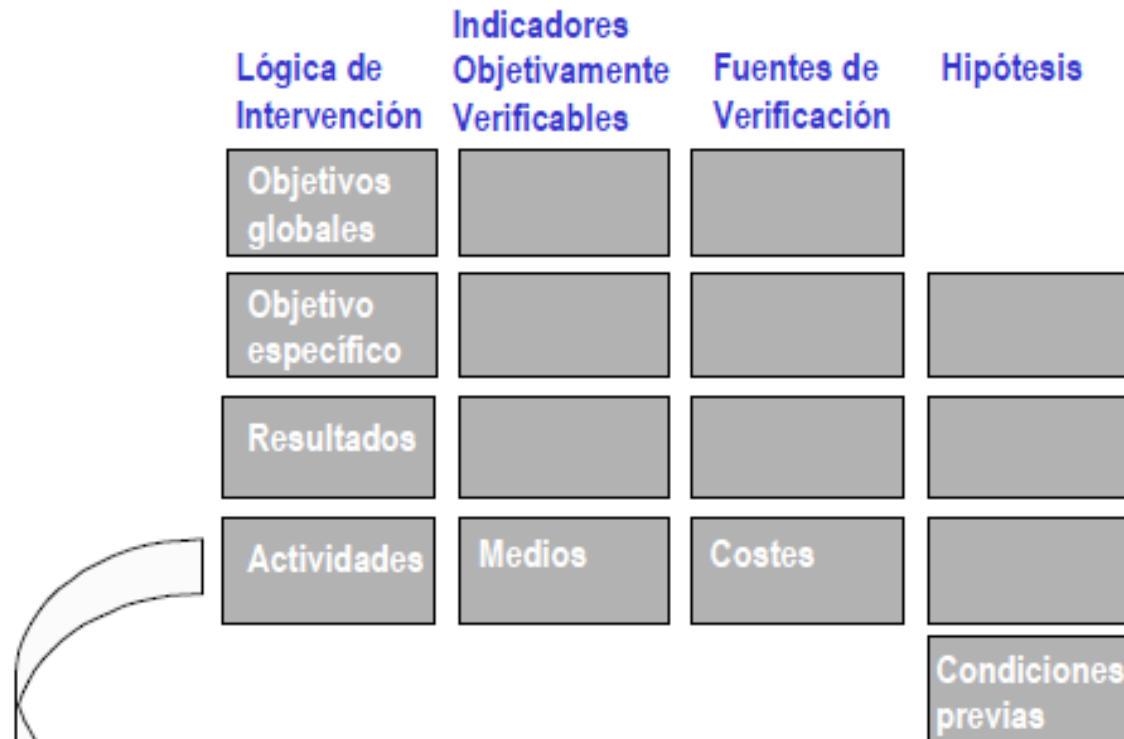 Lógica de
Intervención
Indicadores
Objetivamente
Verificables
Fuentes de
Verificación
Hipótesis
Objetivos
globales
Objetivo
específico
Resultados
Actividades
Medios
Costes
Condiciones
previas